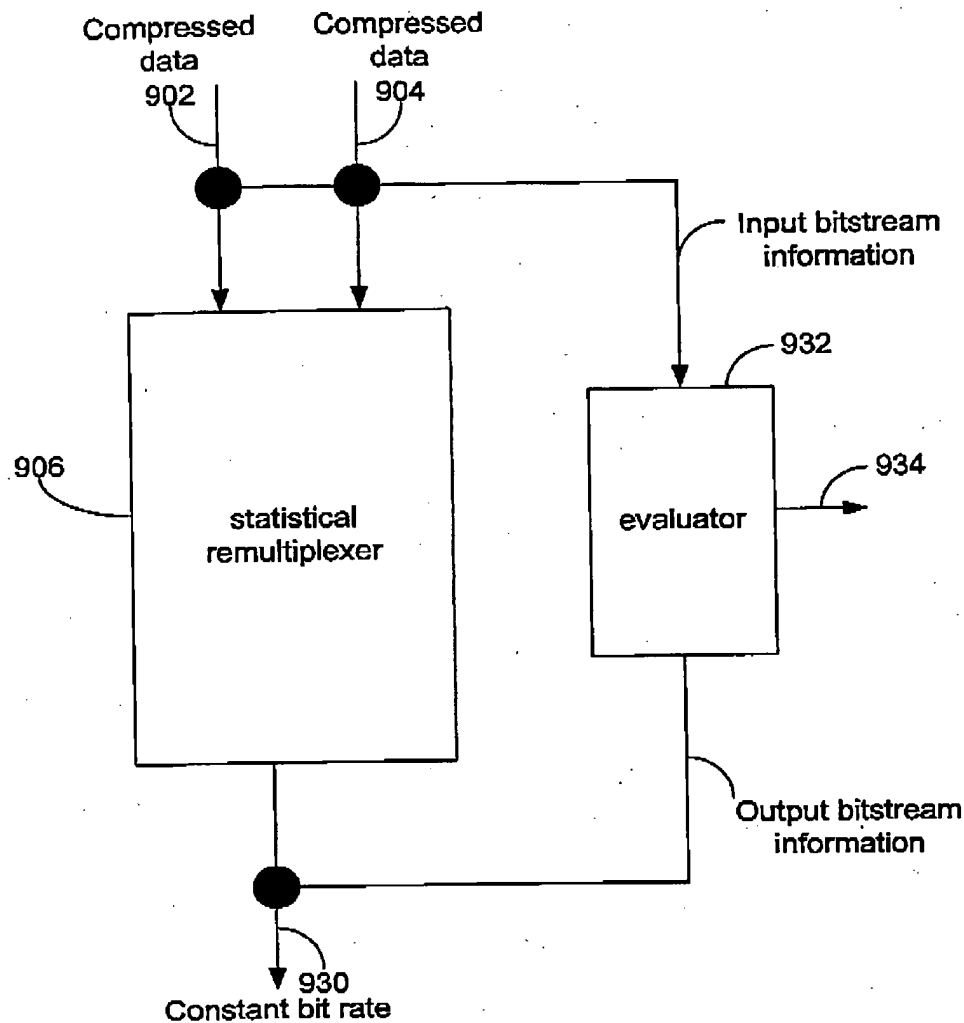 Compressed
data
902
Compressed
data
904
Input bitstream
information
932
906
statistical
remultiplexer
evaluator
934
Output bitstream
information
930
Constant bit rate